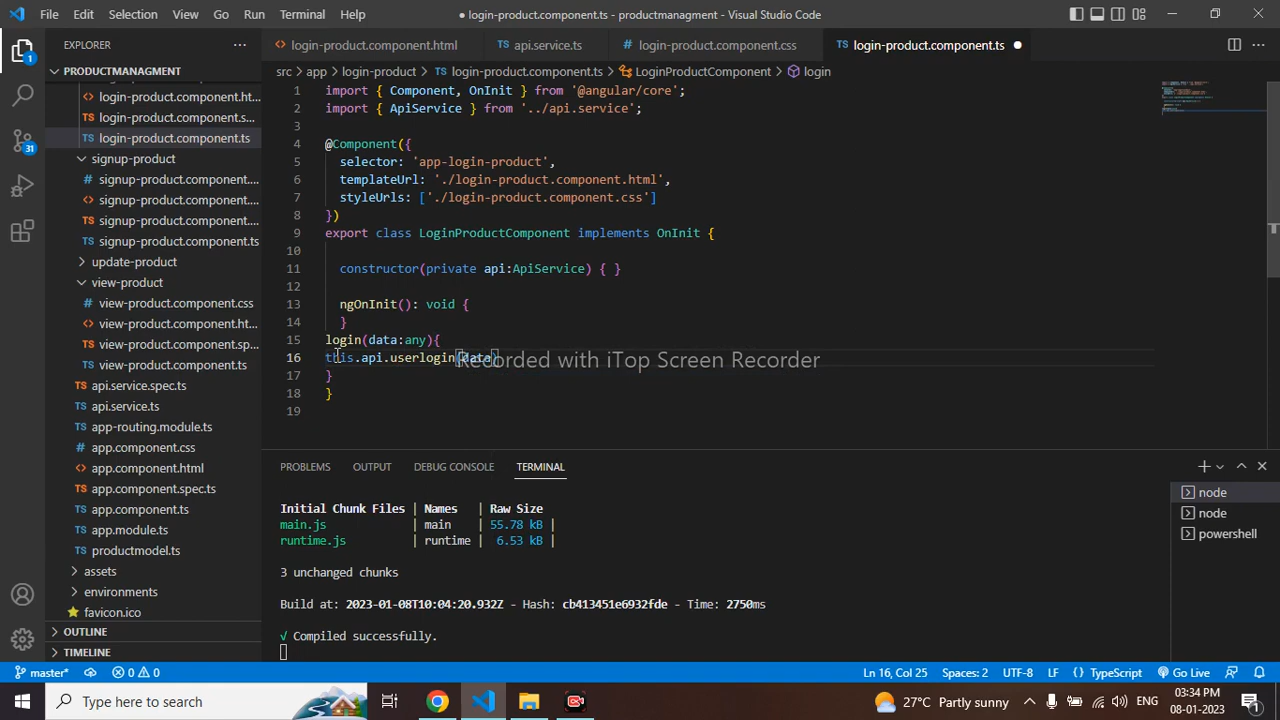 File Edit Selection View Go Run Terminal Help
● login-product.component.ts - productmanagment - Visual Studio Code
EXPLORER
login-product.component.html
api.service.ts
login-product.component.css
login-product.component.ts
PRODUCTMANAGMENT
src > app > login-product > login-product.component.ts > LoginProductComponent > login
login-product.component.ht...
login-product.component.s...
login-product.component.ts
signup-product
signup-product.component....
signup-product.component....
signup-product.component....
signup-product.component.ts
update-product
view-product
view-product.component.css
view-product.component.ht...
view-product.component.sp...
view-product.component.ts
api.service.spec.ts
api.service.ts
app-routing.module.ts
app.component.css
app.component.html
app.component.spec.ts
app.component.ts
app.module.ts
productmodel.ts
assets
environments
favicon.ico
OUTLINE
TIMELINE
1 import { Component, OnInit } from '@angular/core';
2 import { ApiService } from '../api.service';
3
4 @Component({
5 selector: 'app-login-product',
6 templateUrl: './login-product.component.html',
7 styleUrls: ['./login-product.component.css']
8 })
9 export class LoginProductComponent implements OnInit {
10
11 constructor(private api:ApiService) { }
12
13 ngOnInit(): void {
14 }
15 login(data:any){
16 this.api.userlogin(data)
17 }
18 }
19
Recorded with iTop Screen Recorder
PROBLEMS OUTPUT DEBUG CONSOLE TERMINAL
Initial Chunk Files | Names | Raw Size
main.js | main | 55.78 kB |
runtime.js | runtime | 6.53 kB |
3 unchanged chunks
Build at: 2023-01-08T10:04:20.932Z - Hash: cb413451e6932fde - Time: 2750ms
√ Compiled successfully.
node
node
powershell
1
31
master* 0 0 Ln 16, Col 25 Spaces: 2 UTF-8 LF { } TypeScript Go Live
Type here to search
27°C Partly sunny ENG
03:34 PM
08-01-2023
1